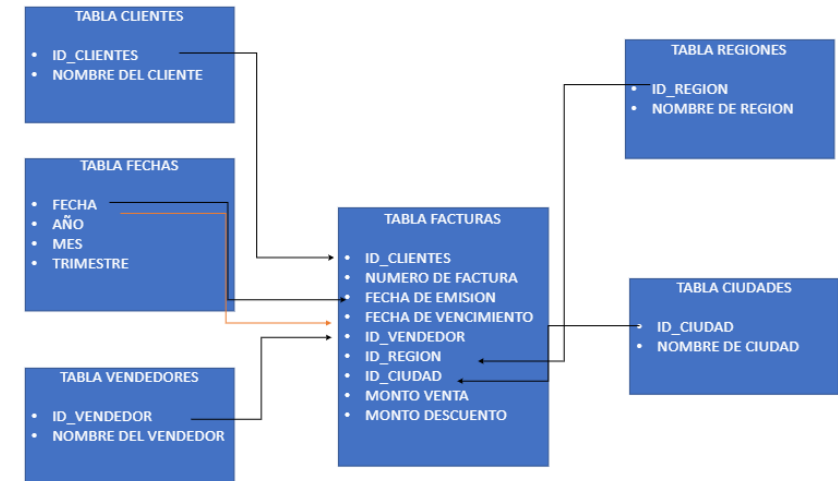 TABLA CLIENTES
• ID_CLIENTES
• NOMBRE DEL CLIENTE
TABLA FECHAS
• FECHA
• AÑO
• MES
• TRIMESTRE
TABLA VENDEDORES
• ID_VENDEDOR
• NOMBRE DEL VENDEDOR
TABLA FACTURAS
• ID_CLIENTES
• NUMERO DE FACTURA
• FECHA DE EMISION
• FECHA DE VENCIMIENTO
• ID_VENDEDOR
• ID_REGION
• ID_CIUDAD
• MONTO VENTA
• MONTO DESCUENTO
TABLA REGIONES
• ID_REGION
• NOMBRE DE REGION
TABLA CIUDADES
• ID_CIUDAD
• NOMBRE DE CIUDAD